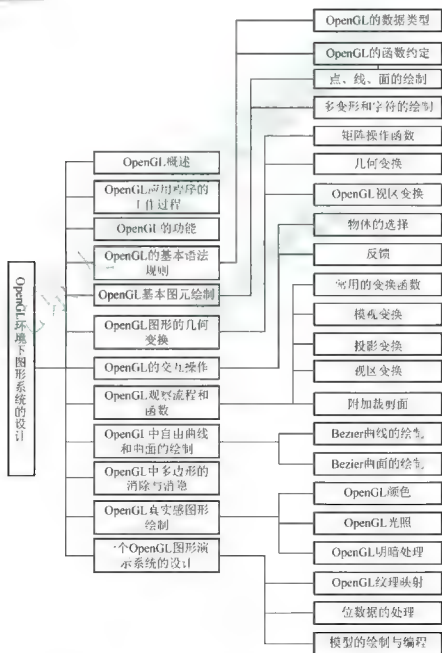 OpenGL环境下图形系统的设计
OpenGL概述
OpenGL应用程序的
工作过程
OpenGL的功能
OpenGL的基本语法
规则
OpenGL基本图元绘制
OpenGL图形的几何
变换
OpenGL的交互操作
OpenGL观察流程和
函数
OpenGL中自由曲线
和曲面的绘制
OpenGL中多边形的
消除与消隐
OpenGL真实感图形
绘制
一个OpenGL图形演
示系统的设计
OpenGL的数据类型
OpenGL的函数约定
点、线、面的绘制
多变形和字符的绘制
矩阵操作函数
几何变换
OpenGL视区变换
物体的选择
反馈
常用的变换函数
模视变换
投影变换
视区变换
附加裁剪面
Bezier曲线的绘制
Bezier曲面的绘制
OpenGL颜色
OpenGL光照
OpenGL明暗处理
OpenGL纹理映射
位数据的处理
模型的绘制与编程